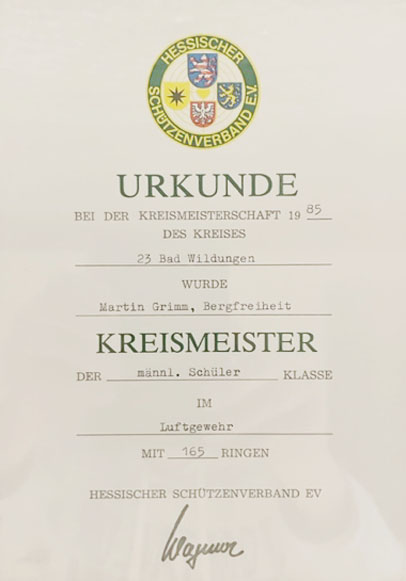 HESSISCHER
SCHÜTZENVERBAND E.V.
URKUNDE
BEI DER KREISMEISTERSCHAFT 19 85
DES KREISES
23 Bad Wildungen
WURDE
Martin Grimm, Bergfreiheit
KREISMEISTER
DER männl. Schüler KLASSE
IM
Luftgewehr
MIT 165 RINGEN
HESSISCHER SCHÜTZENVERBAND EV
Wagner